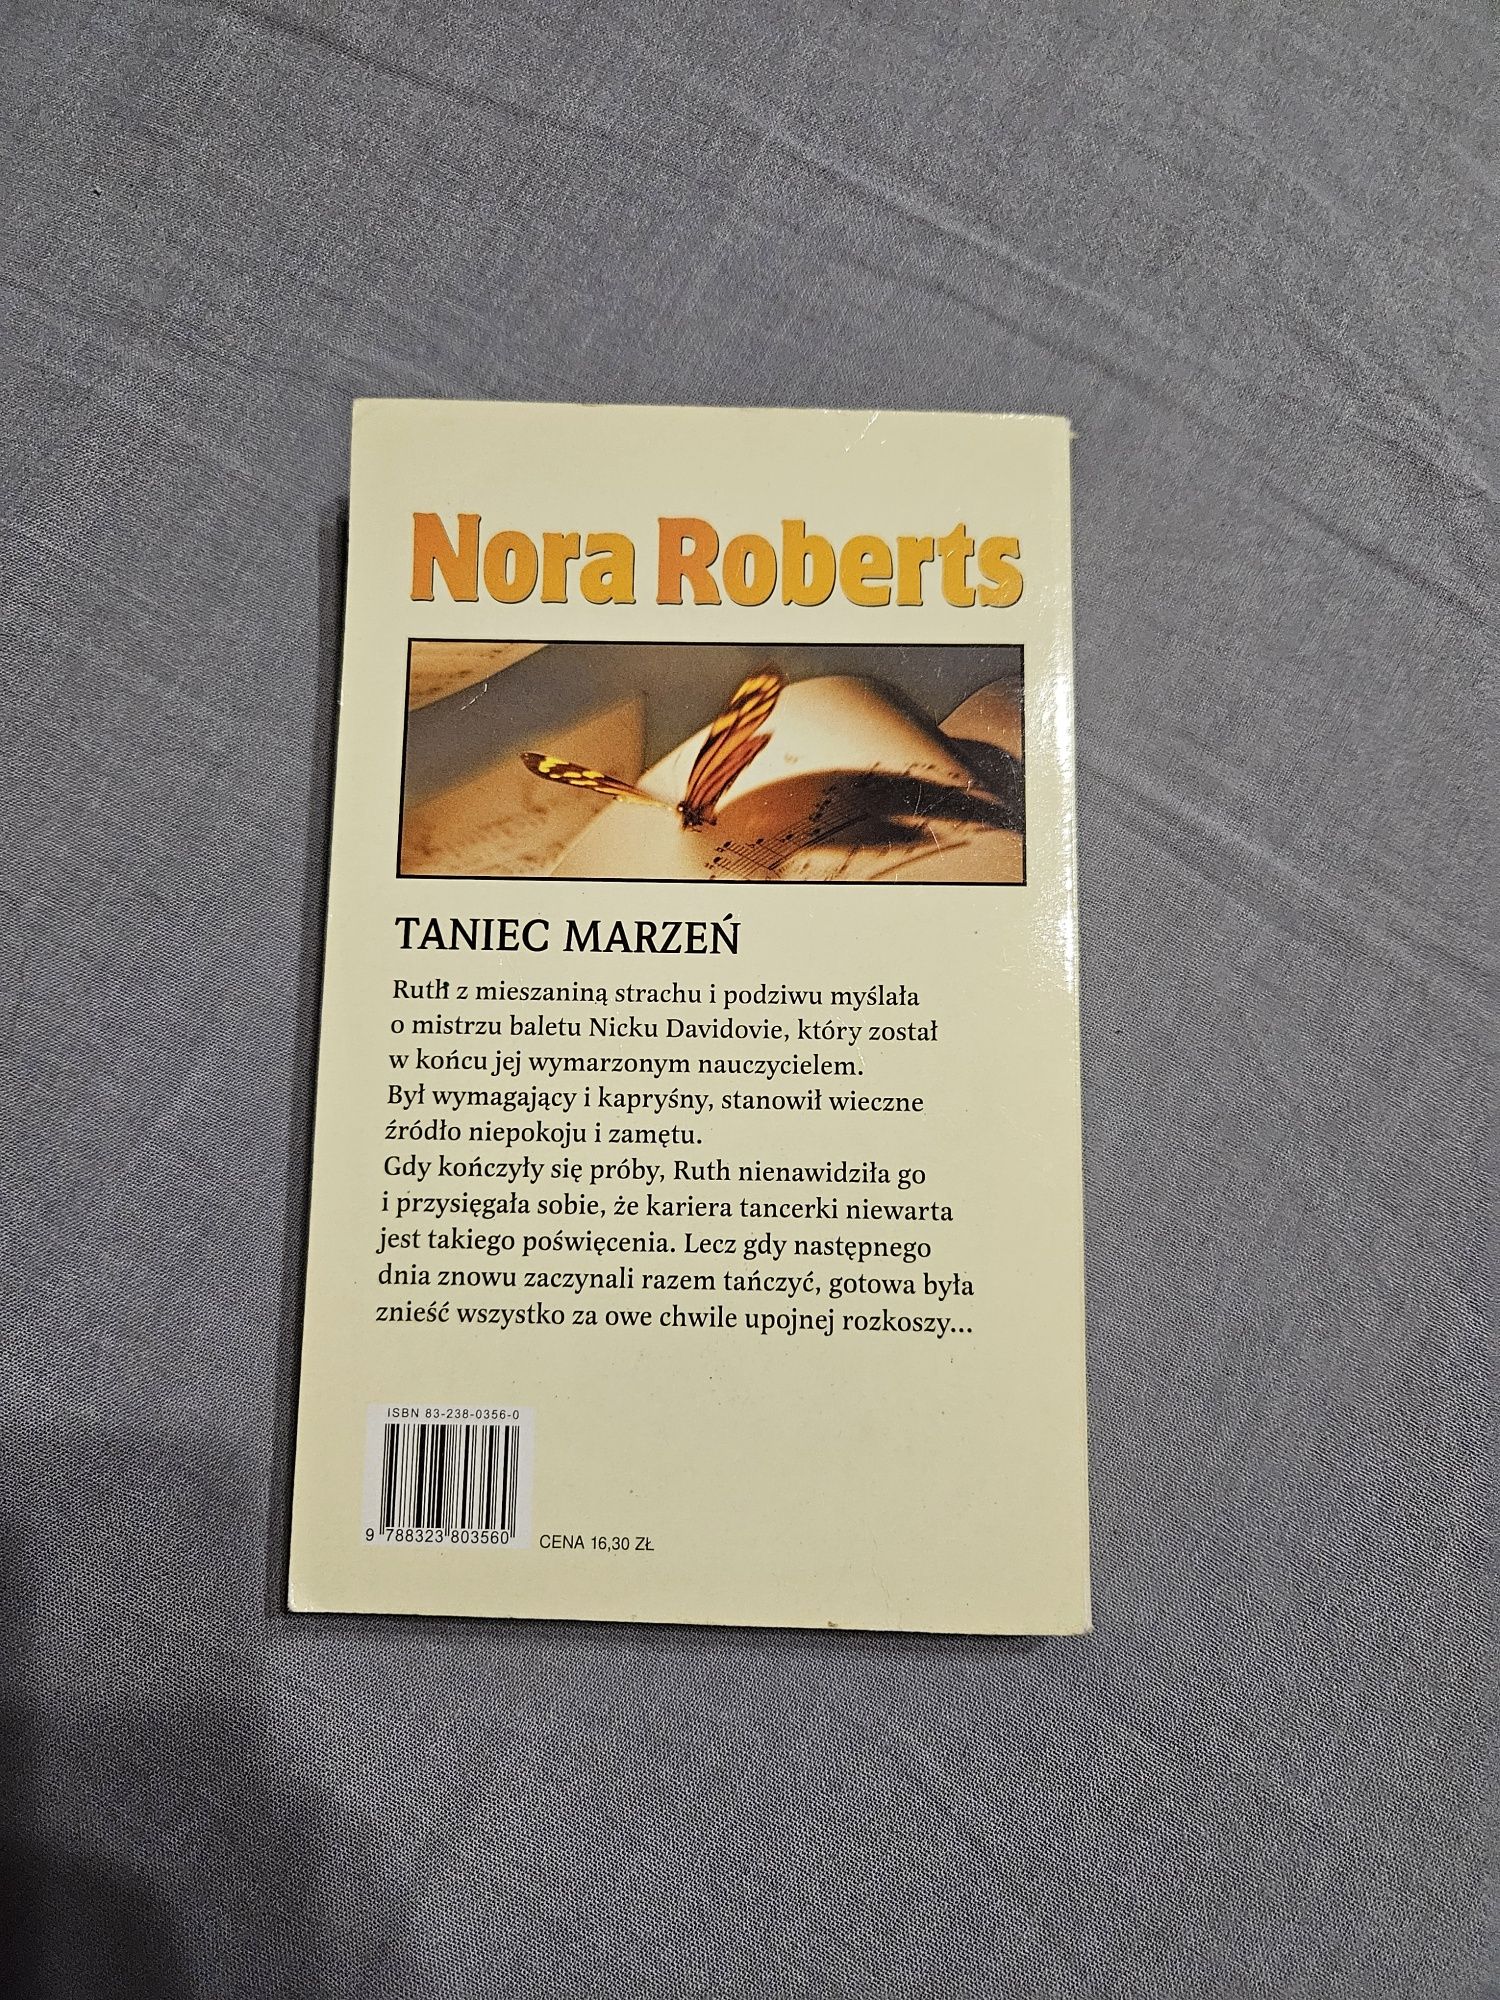 Nora Roberts
TANIEC MARZEŃ
Ruth z mieszaniną strachu i podziwu myślała
o mistrzu baletu Nicku Davidovie, który został
w końcu jej wymarzonym nauczycielem.
Był wymagający i kapryśny, stanowił wieczne
źródło niepokoju i zamętu.
Gdy kończyły się próby, Ruth nienawidziła go
i przysięgała sobie, że kariera tancerki niewarta
jest takiego poświęcenia. Lecz gdy następnego
dnia znowu zaczynali razem tańczyć, gotowa była
znieść wszystko za owe chwile upojnej rozkoszy...
ISBN 83-238-0356-0
9 788323 803560
CENA 16,30 ZŁ